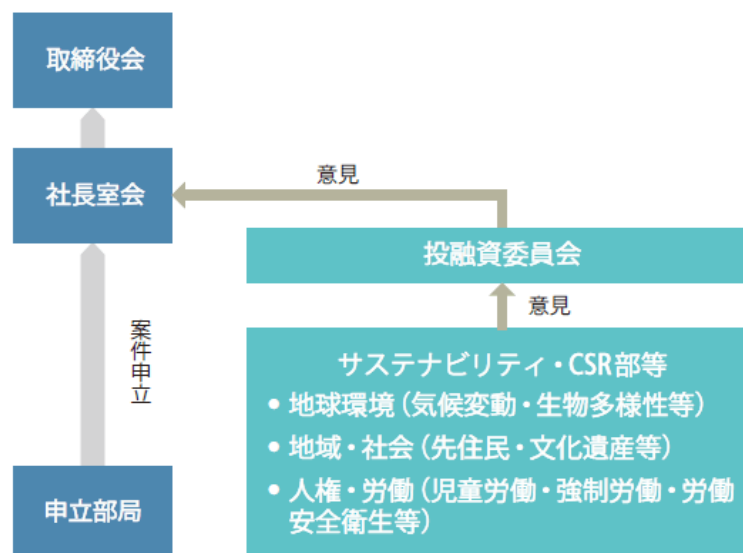 取締役会
社長室会
意見
投融資委員会
意見
案件申立
サステナビリティ・CSR部等
• 地球環境（気候変動・生物多様性等）
• 地域・社会（先住民・文化遺産等）
• 人権・労働（児童労働・強制労働・労働
安全衛生等）
申立部局